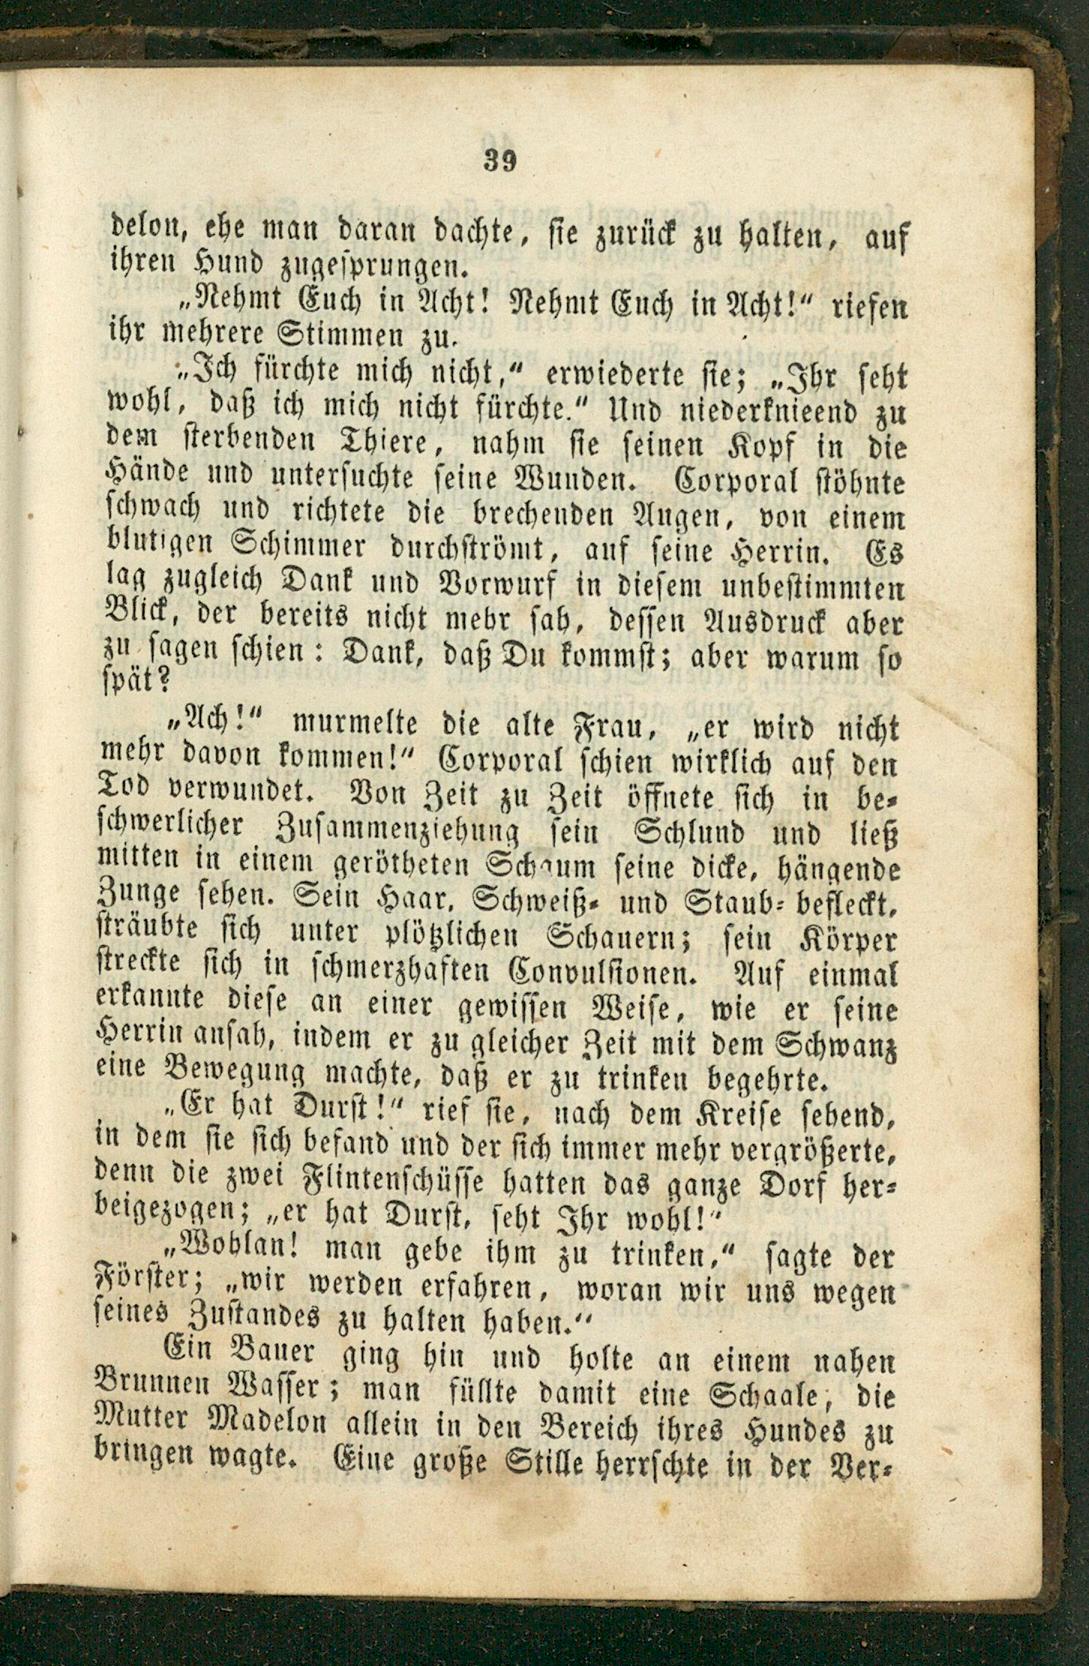 39
delon, ehe man daran dachte, sie zurück zu halten, auf
ihren Hund zugesprungen.
„Nehmt Euch in Acht! Nehmt Euch in Acht!“ riefen
ihr mehrere Stimmen zu.
„Ich fürchte mich nicht,“ erwiederte sie; „Ihr seht
wohl, daß ich mich nicht fürchte.“ Und niederknieend zu
dem sterbenden Thiere, nahm sie seinen Kopf in die
Hände und untersuchte seine Wunden. Corporal stöhnte
schwach und richtete die brechenden Augen, von einem
blutigen Schimmer durchströmt, auf seine Herrin. Es
lag zugleich Dank und Vorwurf in diesem unbestimmten
Blick, der bereits nicht mehr sah, dessen Ausdruck aber
zu sagen schien: Dank, daß Du kommst; aber warum so
spät?
„Ach!“ murmelte die alte Frau, „er wird nicht
mehr davon kommen!“ Corporal schien wirklich auf den
Tod verwundet. Von Zeit zu Zeit öffnete sich in be-
schwerlicher Zusammenziehung sein Schlund und ließ
mitten in einem gerötheten Schaum seine dicke, hängende
Zunge sehen. Sein Haar, Schweiß- und Staub-befleckt,
sträubte sich unter plötzlichen Schauern; sein Körper
streckte sich in schmerzhaften Convulsionen. Auf einmal
erkannte diese an einer gewissen Weise, wie er seine
Herrin ansah, indem er zu gleicher Zeit mit dem Schwanz
eine Bewegung machte, daß er zu trinken begehrte.
„Er hat Durst!“ rief sie, nach dem Kreise sehend,
in dem sie sich befand und der sich immer mehr vergrößerte,
denn die zwei Flintenschüsse hatten das ganze Dorf her-
beigezogen; „er hat Durst, seht Ihr wohl!“
„Wohlan! man gebe ihm zu trinken,“ sagte der
Förster; „wir werden erfahren, woran wir uns wegen
seines Zustandes zu halten haben.“
Ein Bauer ging hin und holte an einem nahen
Brunnen Wasser; man füllte damit eine Schaale, die
Mutter Madelon allein in den Bereich ihres Hundes zu
bringen wagte. Eine große Stille herrschte in der Ver-